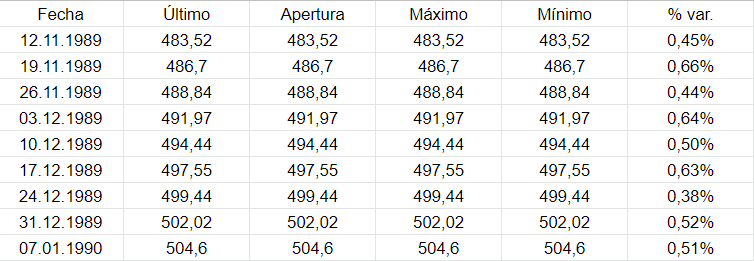 Fecha Último Apertura Máximo Mínimo % var.
12.11.1989 483,52 483,52 483,52 483,52 0,45%
19.11.1989 486,7 486,7 486,7 486,7 0,66%
26.11.1989 488,84 488,84 488,84 488,84 0,44%
03.12.1989 491,97 491,97 491,97 491,97 0,64%
10.12.1989 494,44 494,44 494,44 494,44 0,50%
17.12.1989 497,55 497,55 497,55 497,55 0,63%
24.12.1989 499,44 499,44 499,44 499,44 0,38%
31.12.1989 502,02 502,02 502,02 502,02 0,52%
07.01.1990 504,6 504,6 504,6 504,6 0,51%